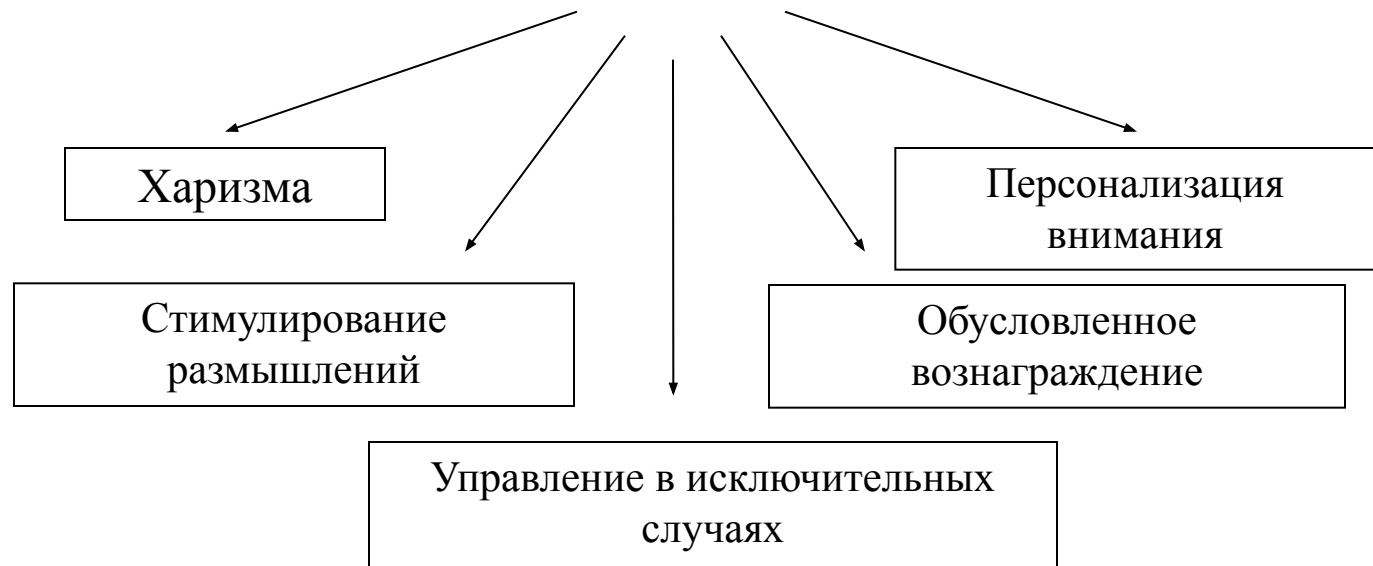 Харизма
Персонализация
внимания
Стимулирование
размышлений
Обусловленное
вознаграждение
Управление в исключительных
случаях